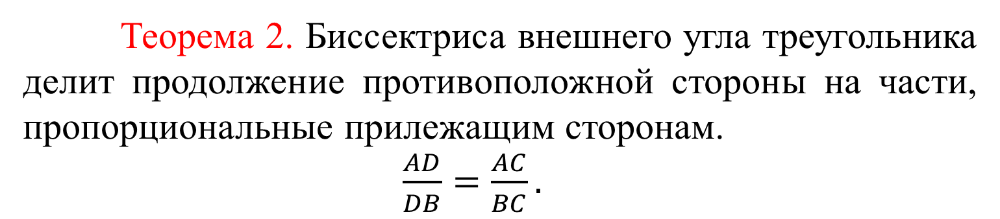 Теорема 2. Биссектриса внешнего угла треугольника
делит продолжение противоположной стороны на части,
пропорциональные прилежащим сторонам.
AD/DB = AC/BC.